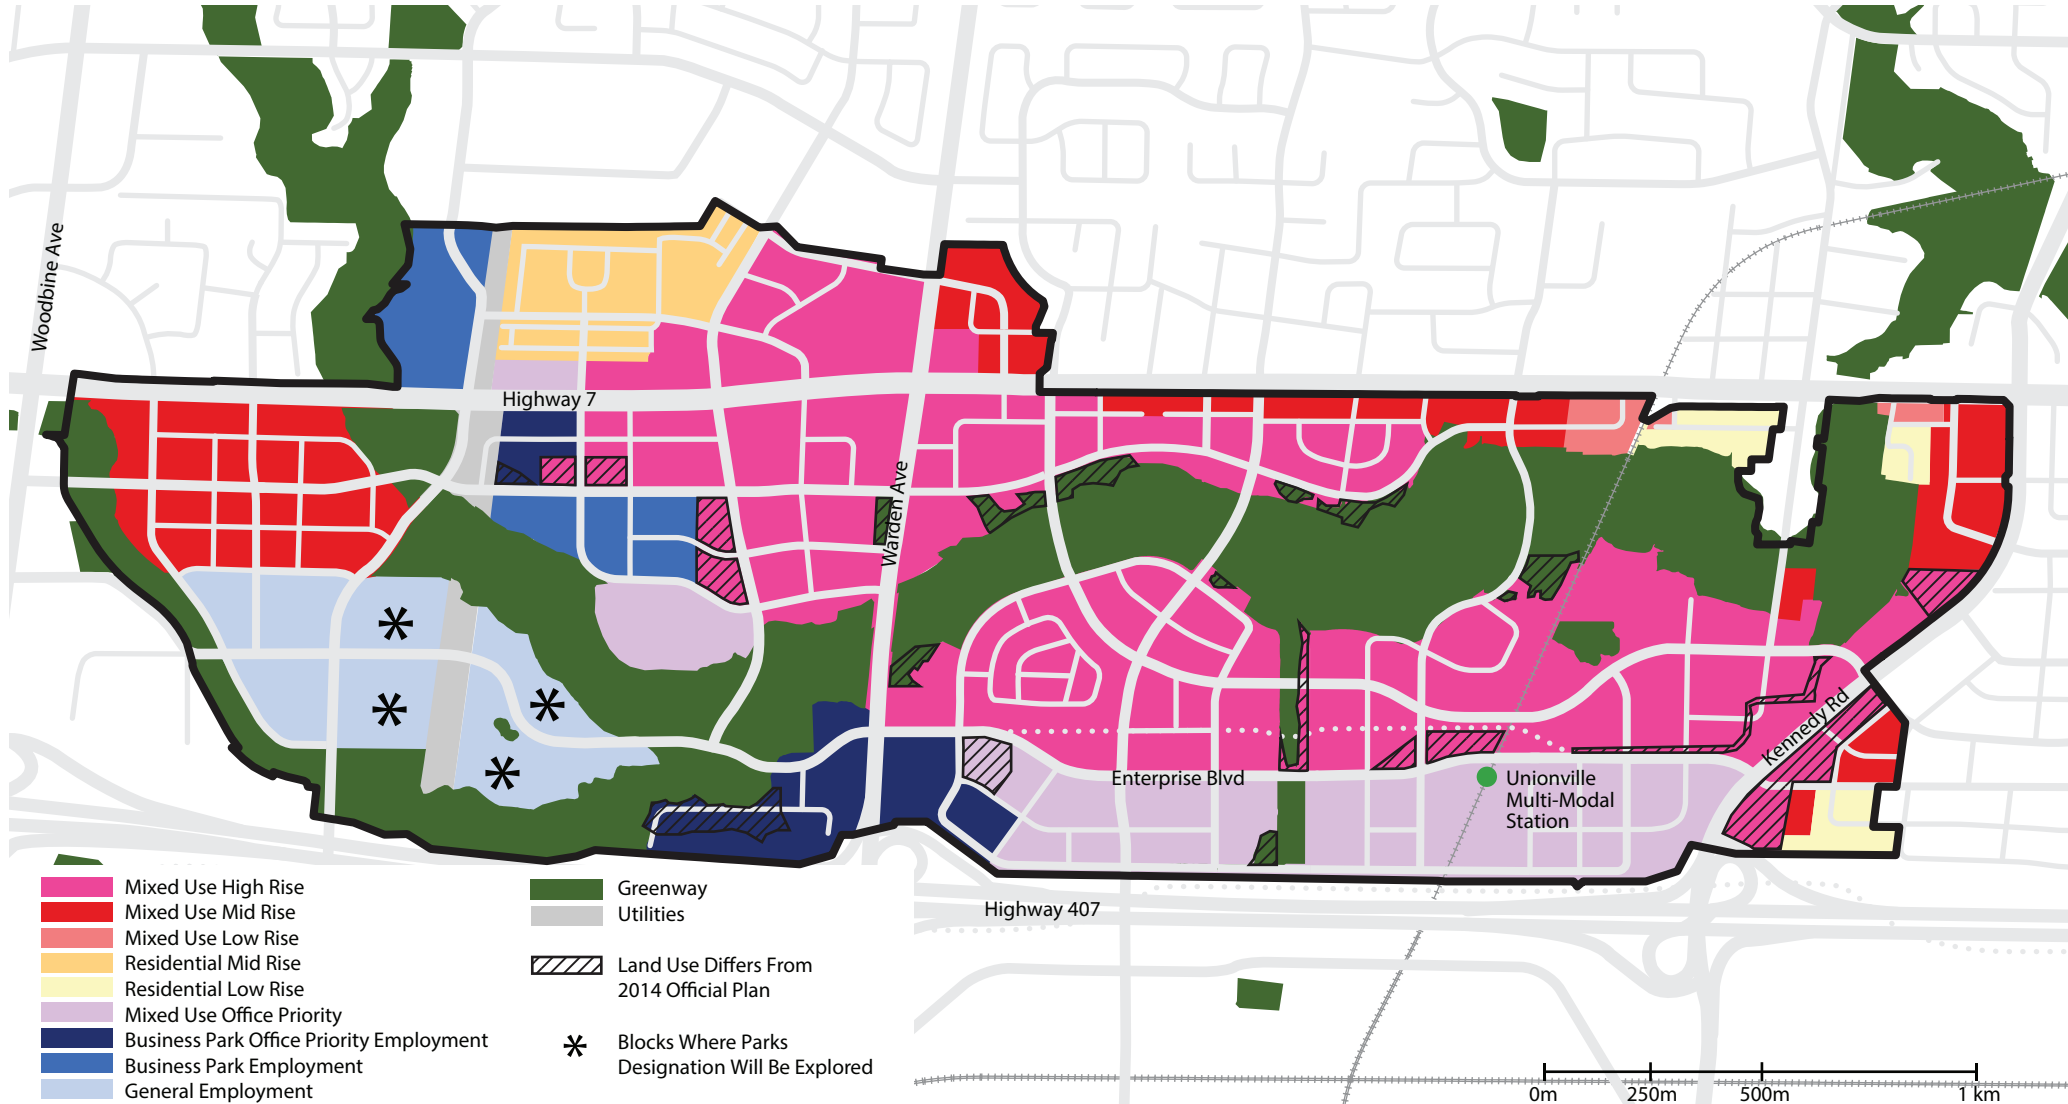 Woodbine Ave
Highway 7
Warden Ave
Enterprise Blvd
Kennedy Rd
Unionville
Multi-Modal
Station
Highway 407
Mixed Use High Rise
Mixed Use Mid Rise
Mixed Use Low Rise
Residential Mid Rise
Residential Low Rise
Mixed Use Office Priority
Business Park Office Priority Employment
Business Park Employment
General Employment
Greenway
Utilities
Land Use Differs From
2014 Official Plan
Blocks Where Parks
Designation Will Be Explored
0m 250m 500m 1 km